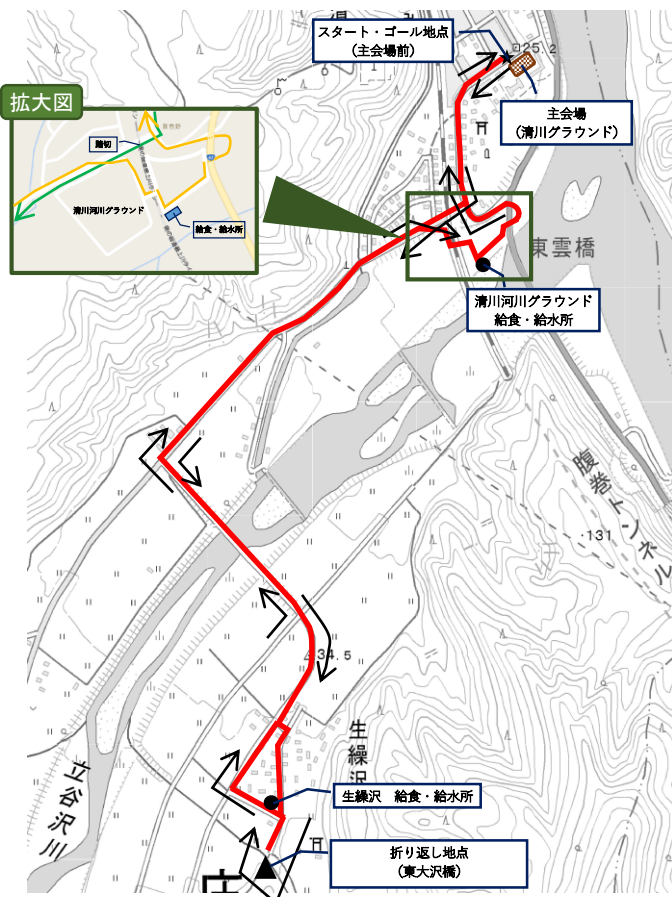 スタート・ゴール地点
(主会場前)
25.2
拡大図
踏切
清川河川グラウンド
給食・給水所
主会場
(清川グラウンド)
東雲橋
清川河川グラウンド
給食・給水所
腹巻トンネル
・131
34.5
生繰沢
立谷沢川
生繰沢 給食・給水所
折り返し地点
(東大沢橋)